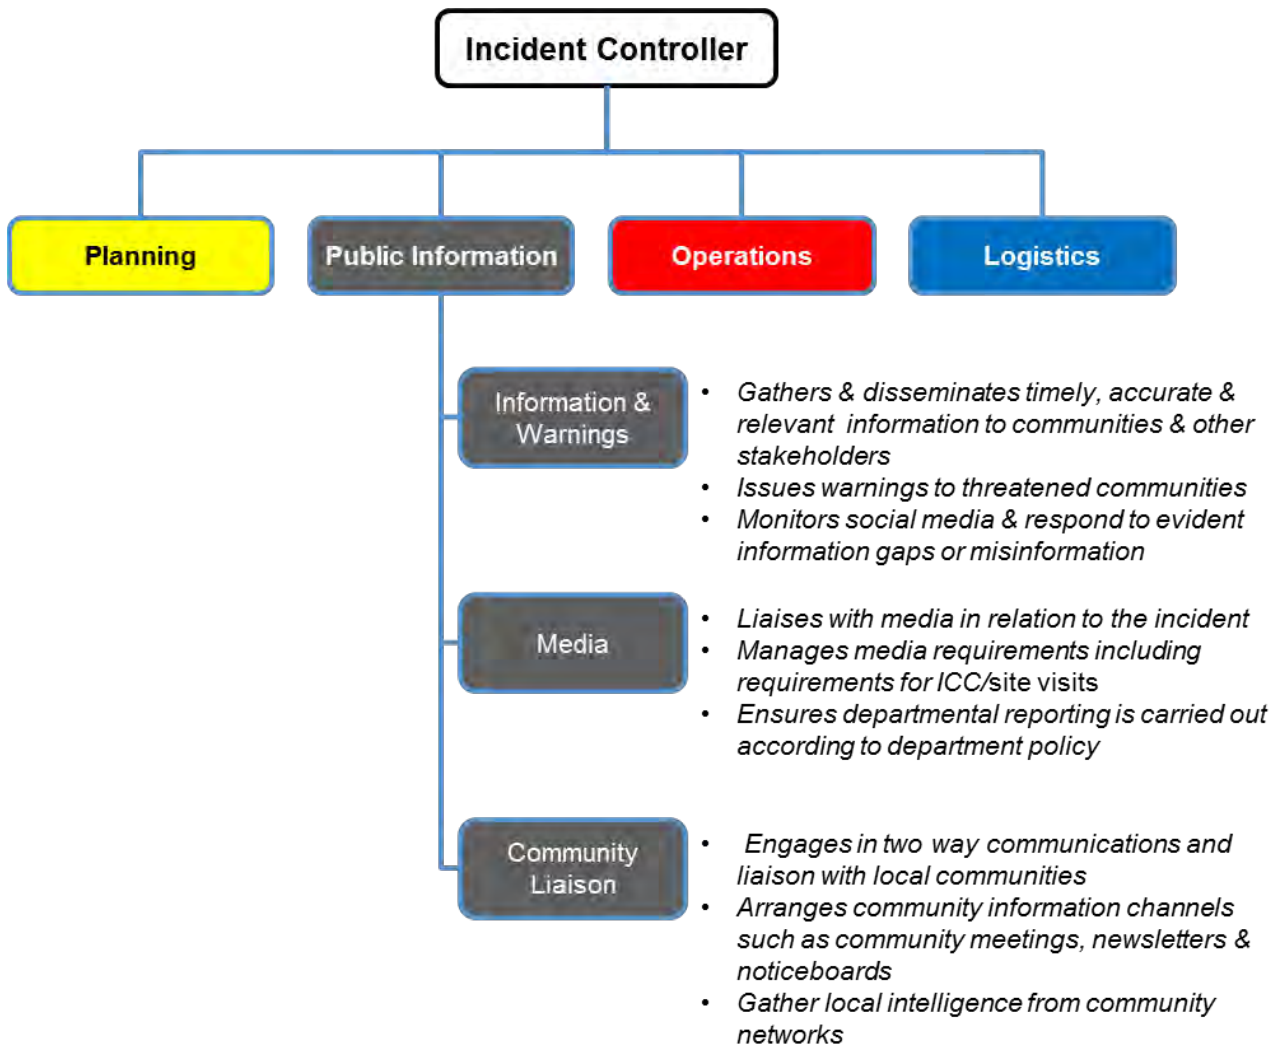 Incident Controller
Planning
Public Information
Operations
Logistics
Information &
Warnings
• Gathers & disseminates timely, accurate &
relevant information to communities & other
stakeholders
• Issues warnings to threatened communities
• Monitors social media & respond to evident
information gaps or misinformation
Media
• Liaises with media in relation to the incident
• Manages media requirements including
requirements for ICC/site visits
• Ensures departmental reporting is carried out
according to department policy
Community
Liaison
• Engages in two way communications and
liaison with local communities
• Arranges community information channels
such as community meetings, newsletters &
noticeboards
• Gather local intelligence from community
networks